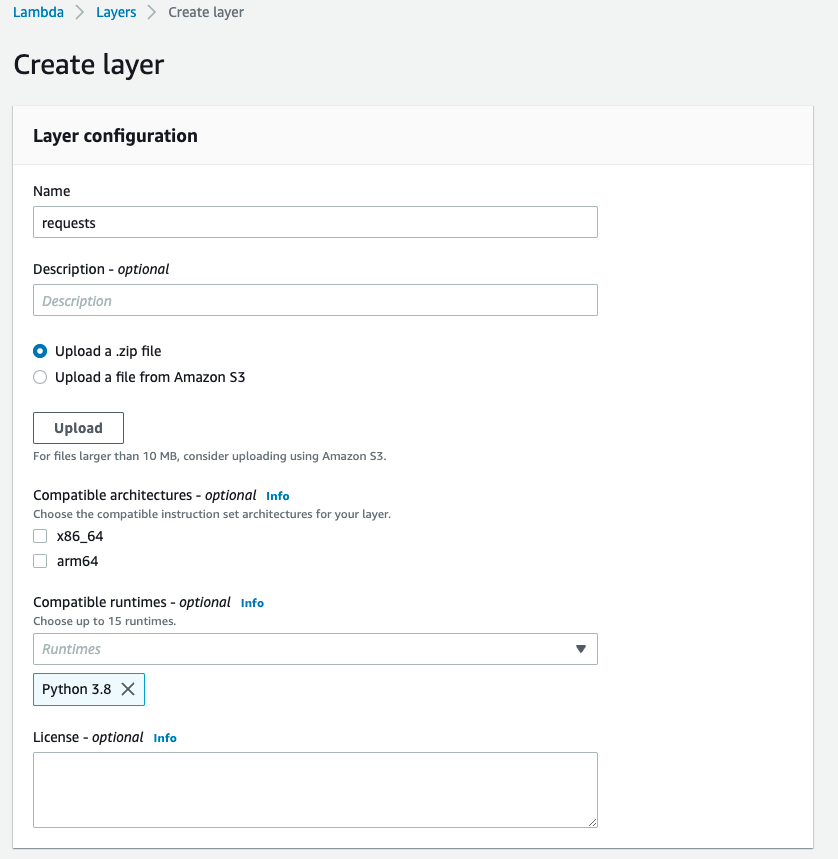 Lambda > Layers > Create layer
Create layer
Layer configuration
Name
requests
Description - optional
Description
Upload a .zip file
Upload a file from Amazon S3
Upload
For files larger than 10 MB, consider uploading using Amazon S3.
Compatible architectures - optional Info
Choose the compatible instruction set architectures for your layer.
x86_64
arm64
Compatible runtimes - optional Info
Choose up to 15 runtimes.
Runtimes
Python 3.8
License - optional Info